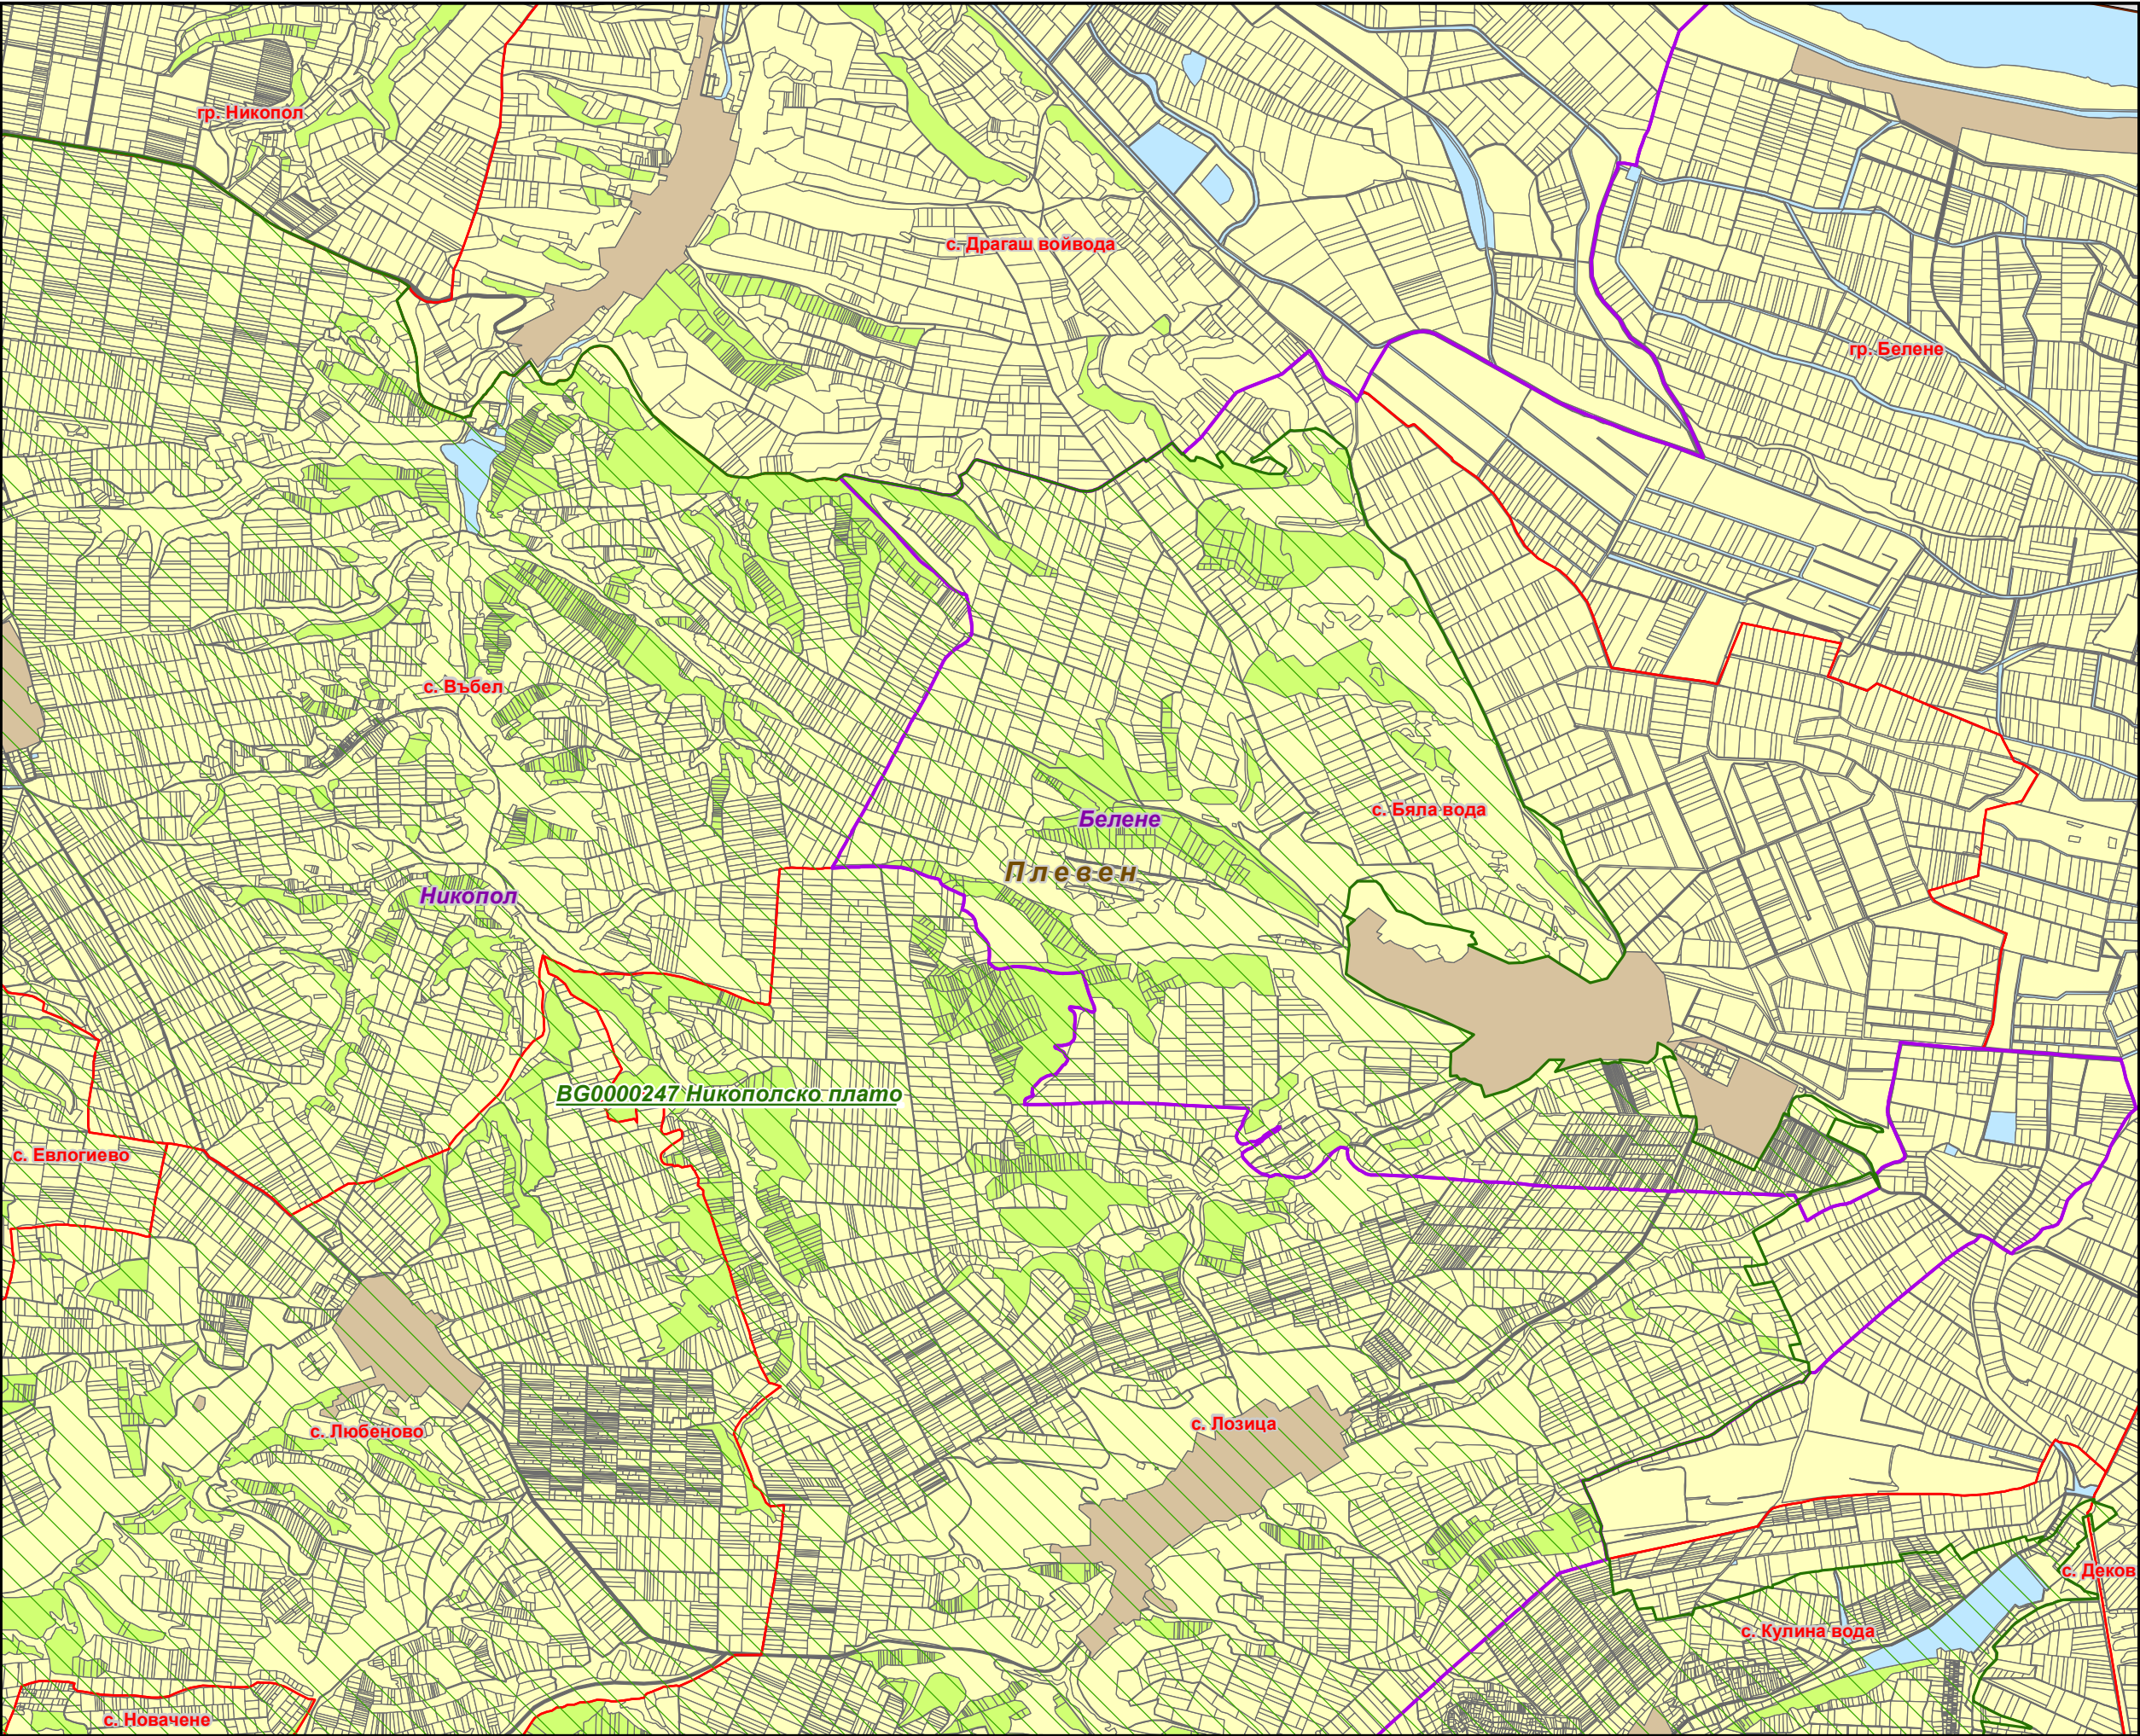 гр. Никопол
с. Драгаш войвода
гр. Белене
с. Въбел
с. Бяла вода
Белене
Плевен
Никопол
BG0000247 Никополско плато
с. Евлогиево
с. Лозица
с. Любеново
с. Деков
с. Кулина вода
с. Новачене